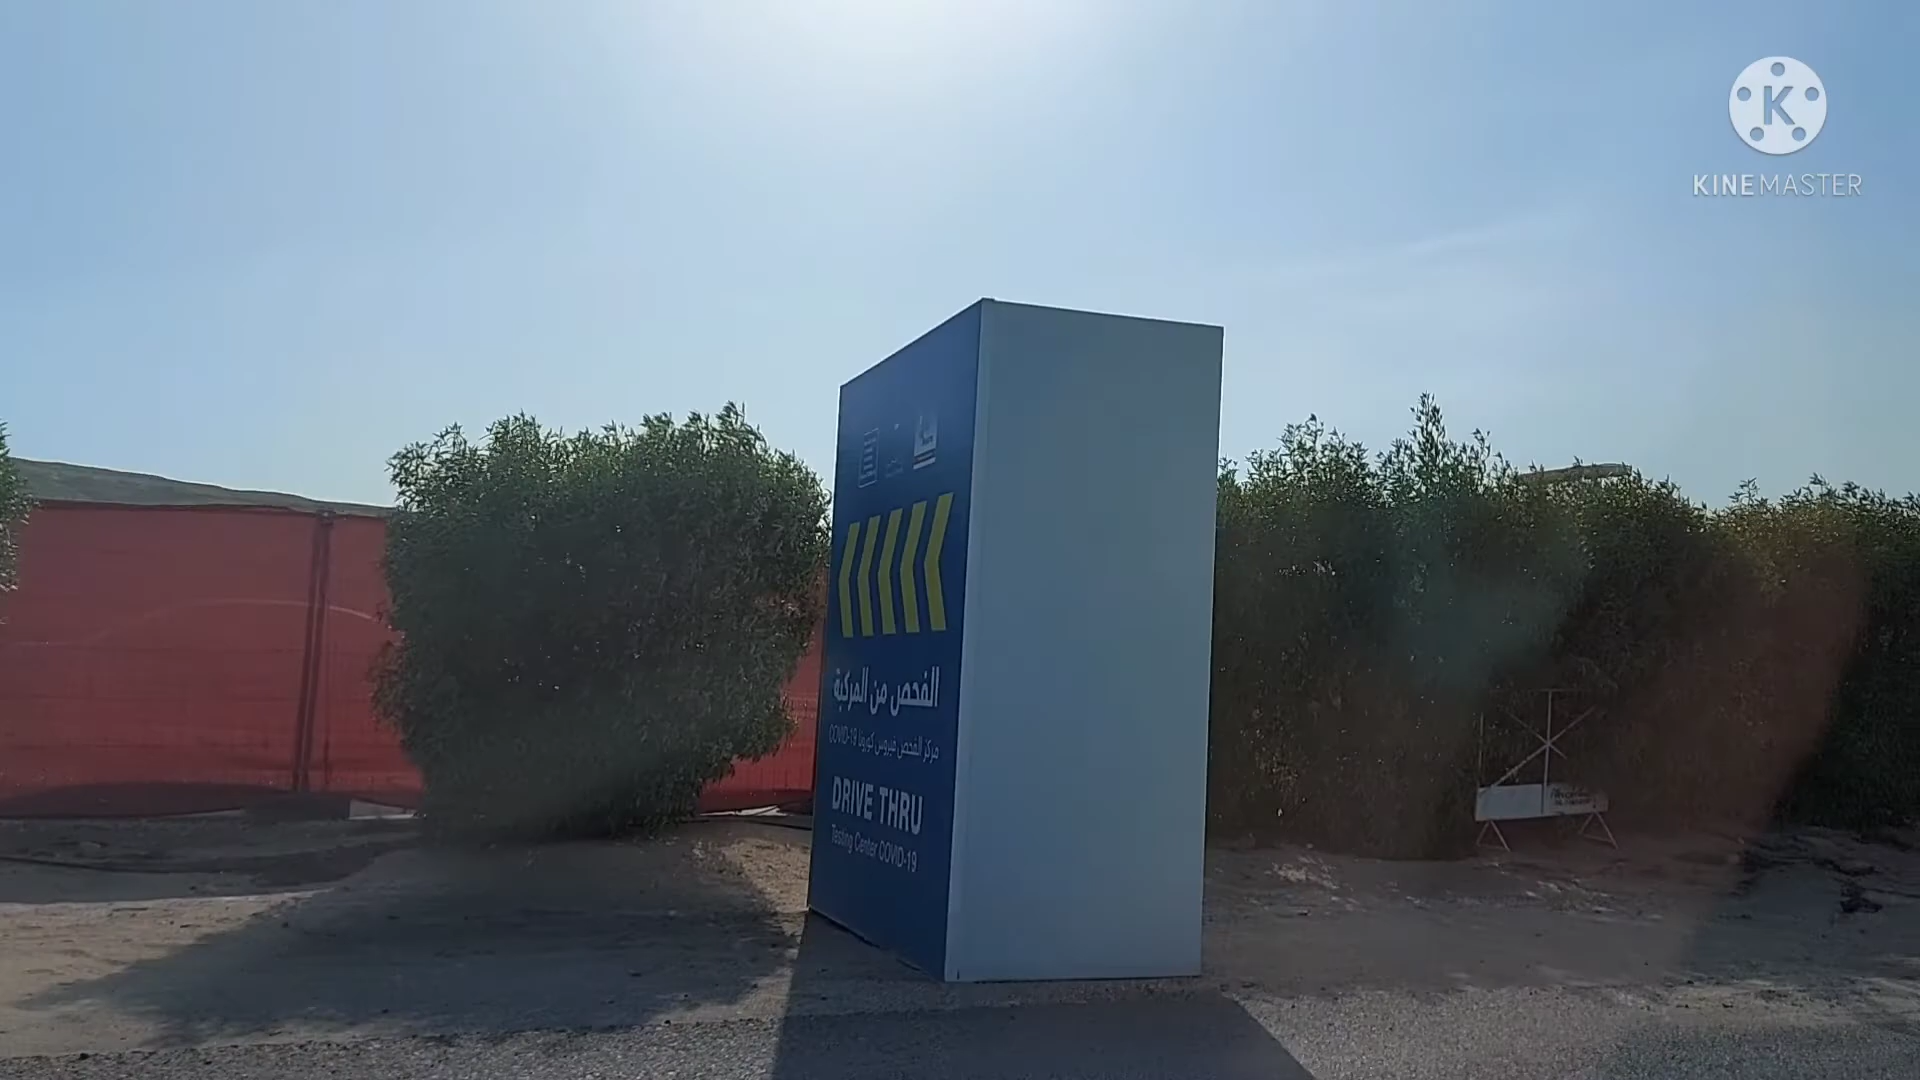 KINEMASTER
الفحص من المركبة
مركز الفحص فيروس كورونا COVID-19
DRIVE THRU
Testing Center COVID-19